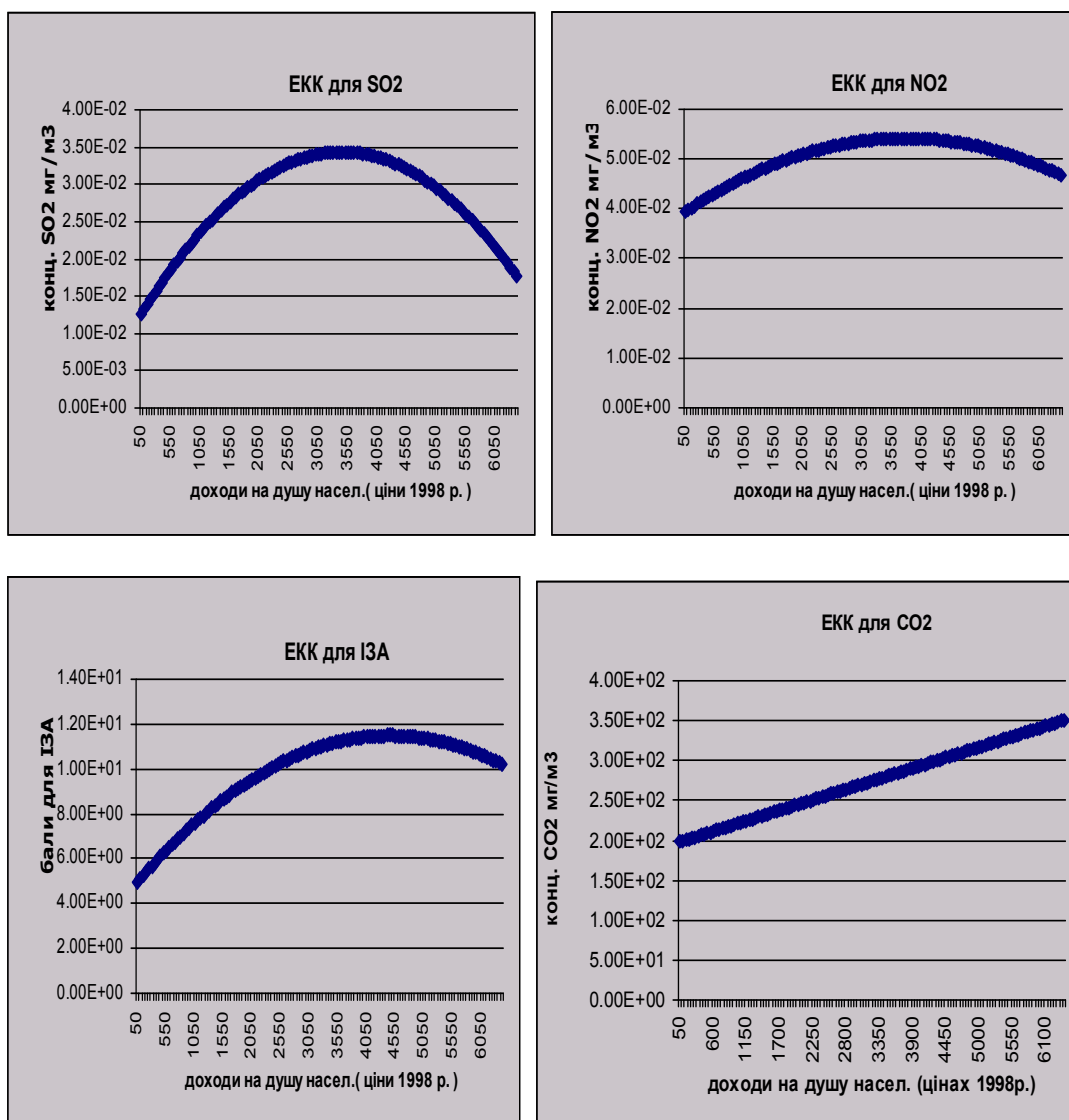 ЕКК для SO2
4.00E-02
3.50E-02
3.00E-02
2.50E-02
2.00E-02
1.50E-02
1.00E-02
5.00E-03
0.00E+00
конц. SO2 мг/м3
50
550
1050
1550
2050
2550
3050
3550
4050
4550
5050
5550
6050
доходи на душу насел.( ціни 1998 р. )
ЕКК для NO2
6.00E-02
5.00E-02
4.00E-02
3.00E-02
2.00E-02
1.00E-02
0.00E+00
конц. NO2 мг/м3
50
550
1050
1550
2050
2550
3050
3550
4050
4550
5050
5550
6050
доходи на душу насел.( ціни 1998 р. )
ЕКК для ІЗА
1.40E+01
1.20E+01
1.00E+01
8.00E+00
6.00E+00
4.00E+00
2.00E+00
0.00E+00
бали для ІЗА
50
550
1050
1550
2050
2550
3050
3550
4050
4550
5050
5550
6050
доходи на душу насел.( ціни 1998 р. )
ЕКК для CO2
4.00E+02
3.50E+02
3.00E+02
2.50E+02
2.00E+02
1.50E+02
1.00E+02
5.00E+01
0.00E+00
конц. CO2 мг/м3
50
600
1150
1700
2250
2800
3350
3900
4450
5000
5550
6100
доходи на душу насел. (цінах 1998р.)